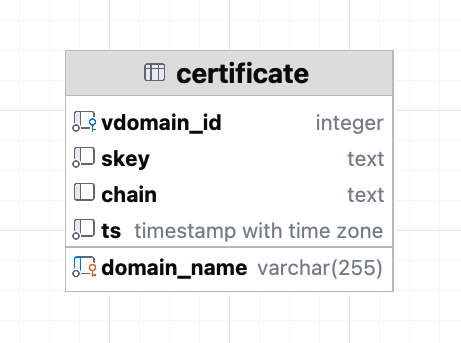 certificate
vdomain_id integer
skey text
chain text
ts timestamp with time zone
domain_name varchar(255)